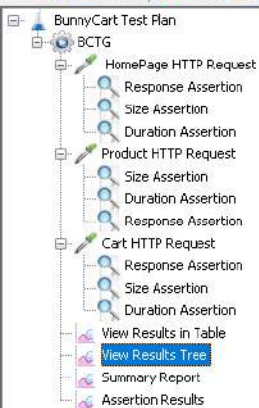 BunnyCart Test Plan
BCTG
HomePage HTTP Request
Response Assertion
Size Assertion
Duration Assertion
Product HTTP Request
Size Assertion
Duration Assertion
Response Assertion
Cart HTTP Request
Response Assertion
Size Assertion
Duration Assertion
View Results in Table
View Results Tree
Summary Report
Assertion Results